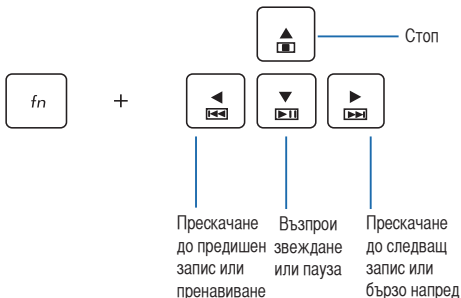 Стоп
fn +
Прескачане
до предишен
запис или
пренавиване
Възпрои
звеждане
или пауза
Прескачане
до следващ
запис или
бързо напред